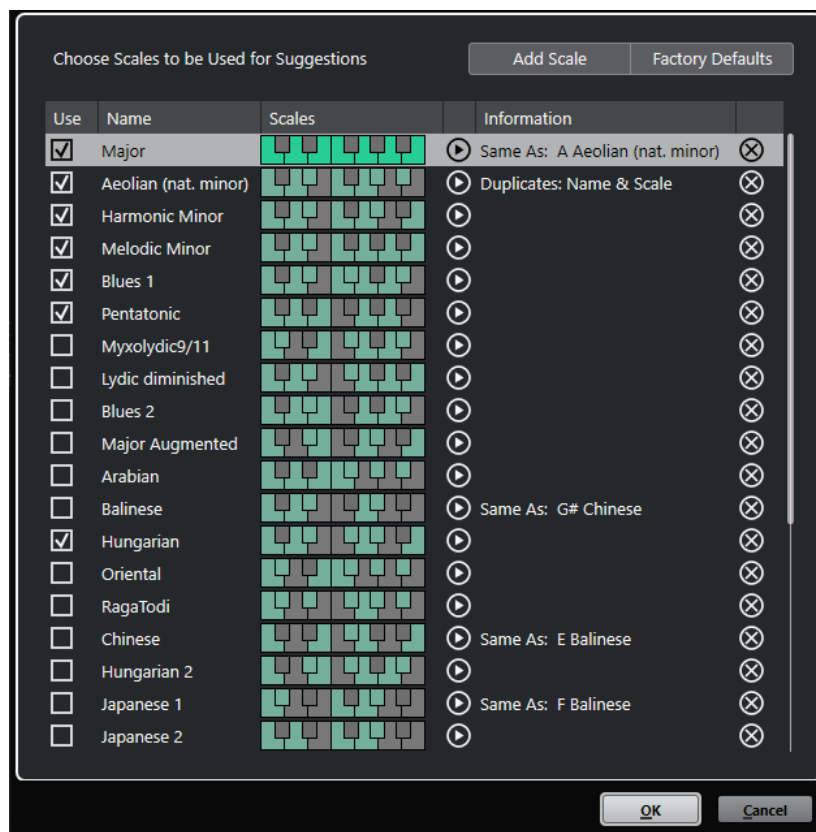 Choose Scales to be Used for Suggestions Add Scale Factory Defaults
Use Name Scales Information
Major Same As: A Aeolian (nat. minor)
Aeolian (nat. minor) Duplicates: Name & Scale
Harmonic Minor
Melodic Minor
Blues 1
Pentatonic
Myxolydic9/11
Lydic diminished
Blues 2
Major Augmented
Arabian
Balinese Same As: G# Chinese
Hungarian
Oriental
RagaTodi
Chinese Same As: E Balinese
Hungarian 2
Japanese 1 Same As: F Balinese
Japanese 2
OK Cancel